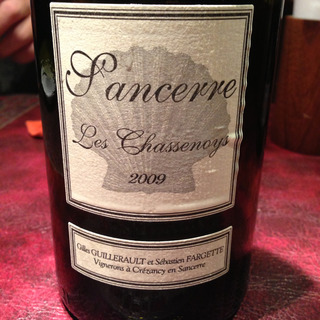 Sancerre
Les Chassenoys
2009
Gilles GUILLERAULT et Sébastien FARGETTE
Vignerons à Crézancy en Sancerre